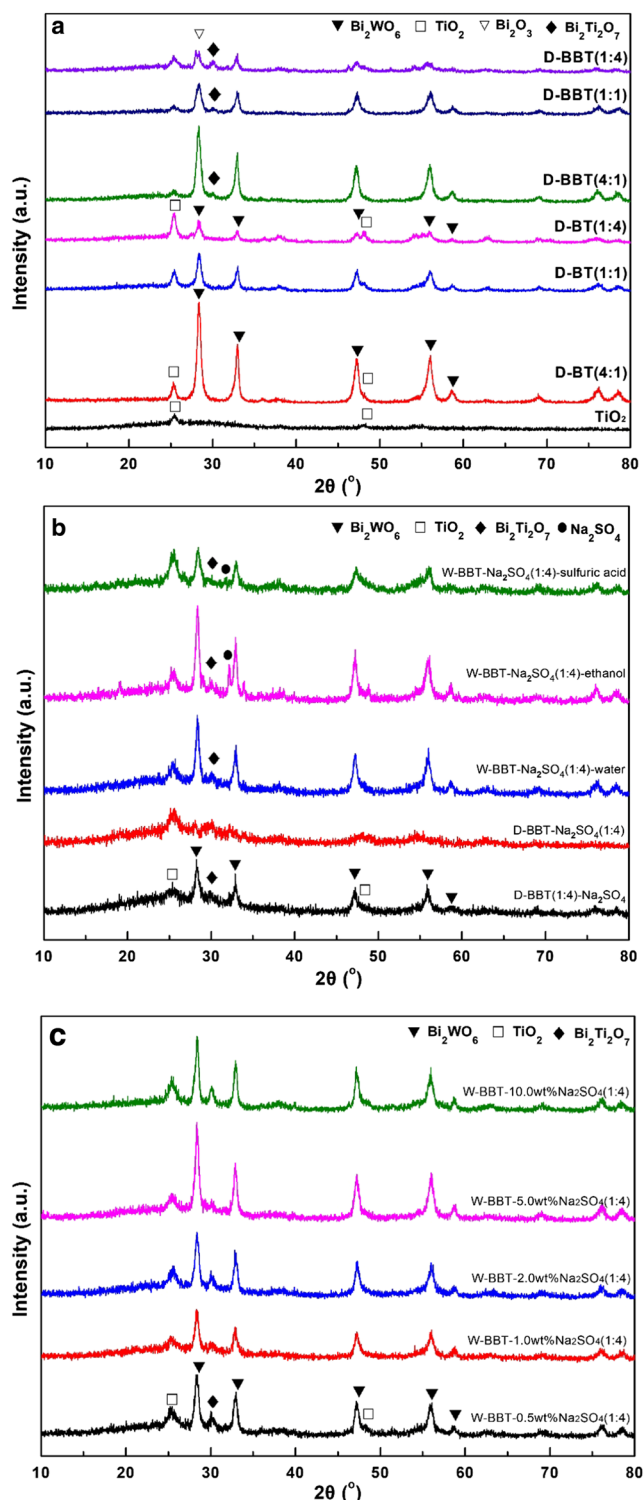 a
▼ Bi₂WO₆ □ TiO₂ ▽ Bi₂O₃ ◆ Bi₂Ti₂O₇
D-BBT(1:4)
D-BBT(1:1)
D-BBT(4:1)
D-BT(1:4)
D-BT(1:1)
D-BT(4:1)
TiO₂
Intensity (a.u.)
10 20 30 40 50 60 70 80
2θ (°)
b
▼ Bi₂WO₆ □ TiO₂ ◆ Bi₂Ti₂O₇ ● Na₂SO₄
W-BBT-Na₂SO₄(1:4)-sulfuric acid
W-BBT-Na₂SO₄(1:4)-ethanol
W-BBT-Na₂SO₄(1:4)-water
D-BBT-Na₂SO₄(1:4)
D-BBT(1:4)-Na₂SO₄
Intensity (a.u.)
10 20 30 40 50 60 70 80
2θ (°)
c
▼ Bi₂WO₆ □ TiO₂ ◆ Bi₂Ti₂O₇
W-BBT-10.0wt%Na₂SO₄(1:4)
W-BBT-5.0wt%Na₂SO₄(1:4)
W-BBT-2.0wt%Na₂SO₄(1:4)
W-BBT-1.0wt%Na₂SO₄(1:4)
W-BBT-0.5wt%Na₂SO₄(1:4)
Intensity (a.u.)
10 20 30 40 50 60 70 80
2θ (°)